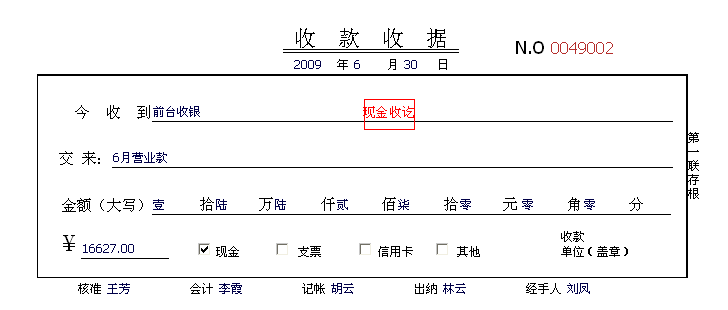 收 款 收 据
N.O 0049002
2009 年 6 月 30 日
今 收 到 前台收银
现金收讫
交 来： 6月营业款
金额（大写） 壹 拾 陆 万 陆 仟 贰 佰 柒 拾 零 元 零 角 零 分
¥ 16627.00 现金 支票 信用卡 其他
收款
单位（盖章）
核准 王芳 会计 李霞 记帐 胡云 出纳 林云 经手人 刘凤
第一联存根